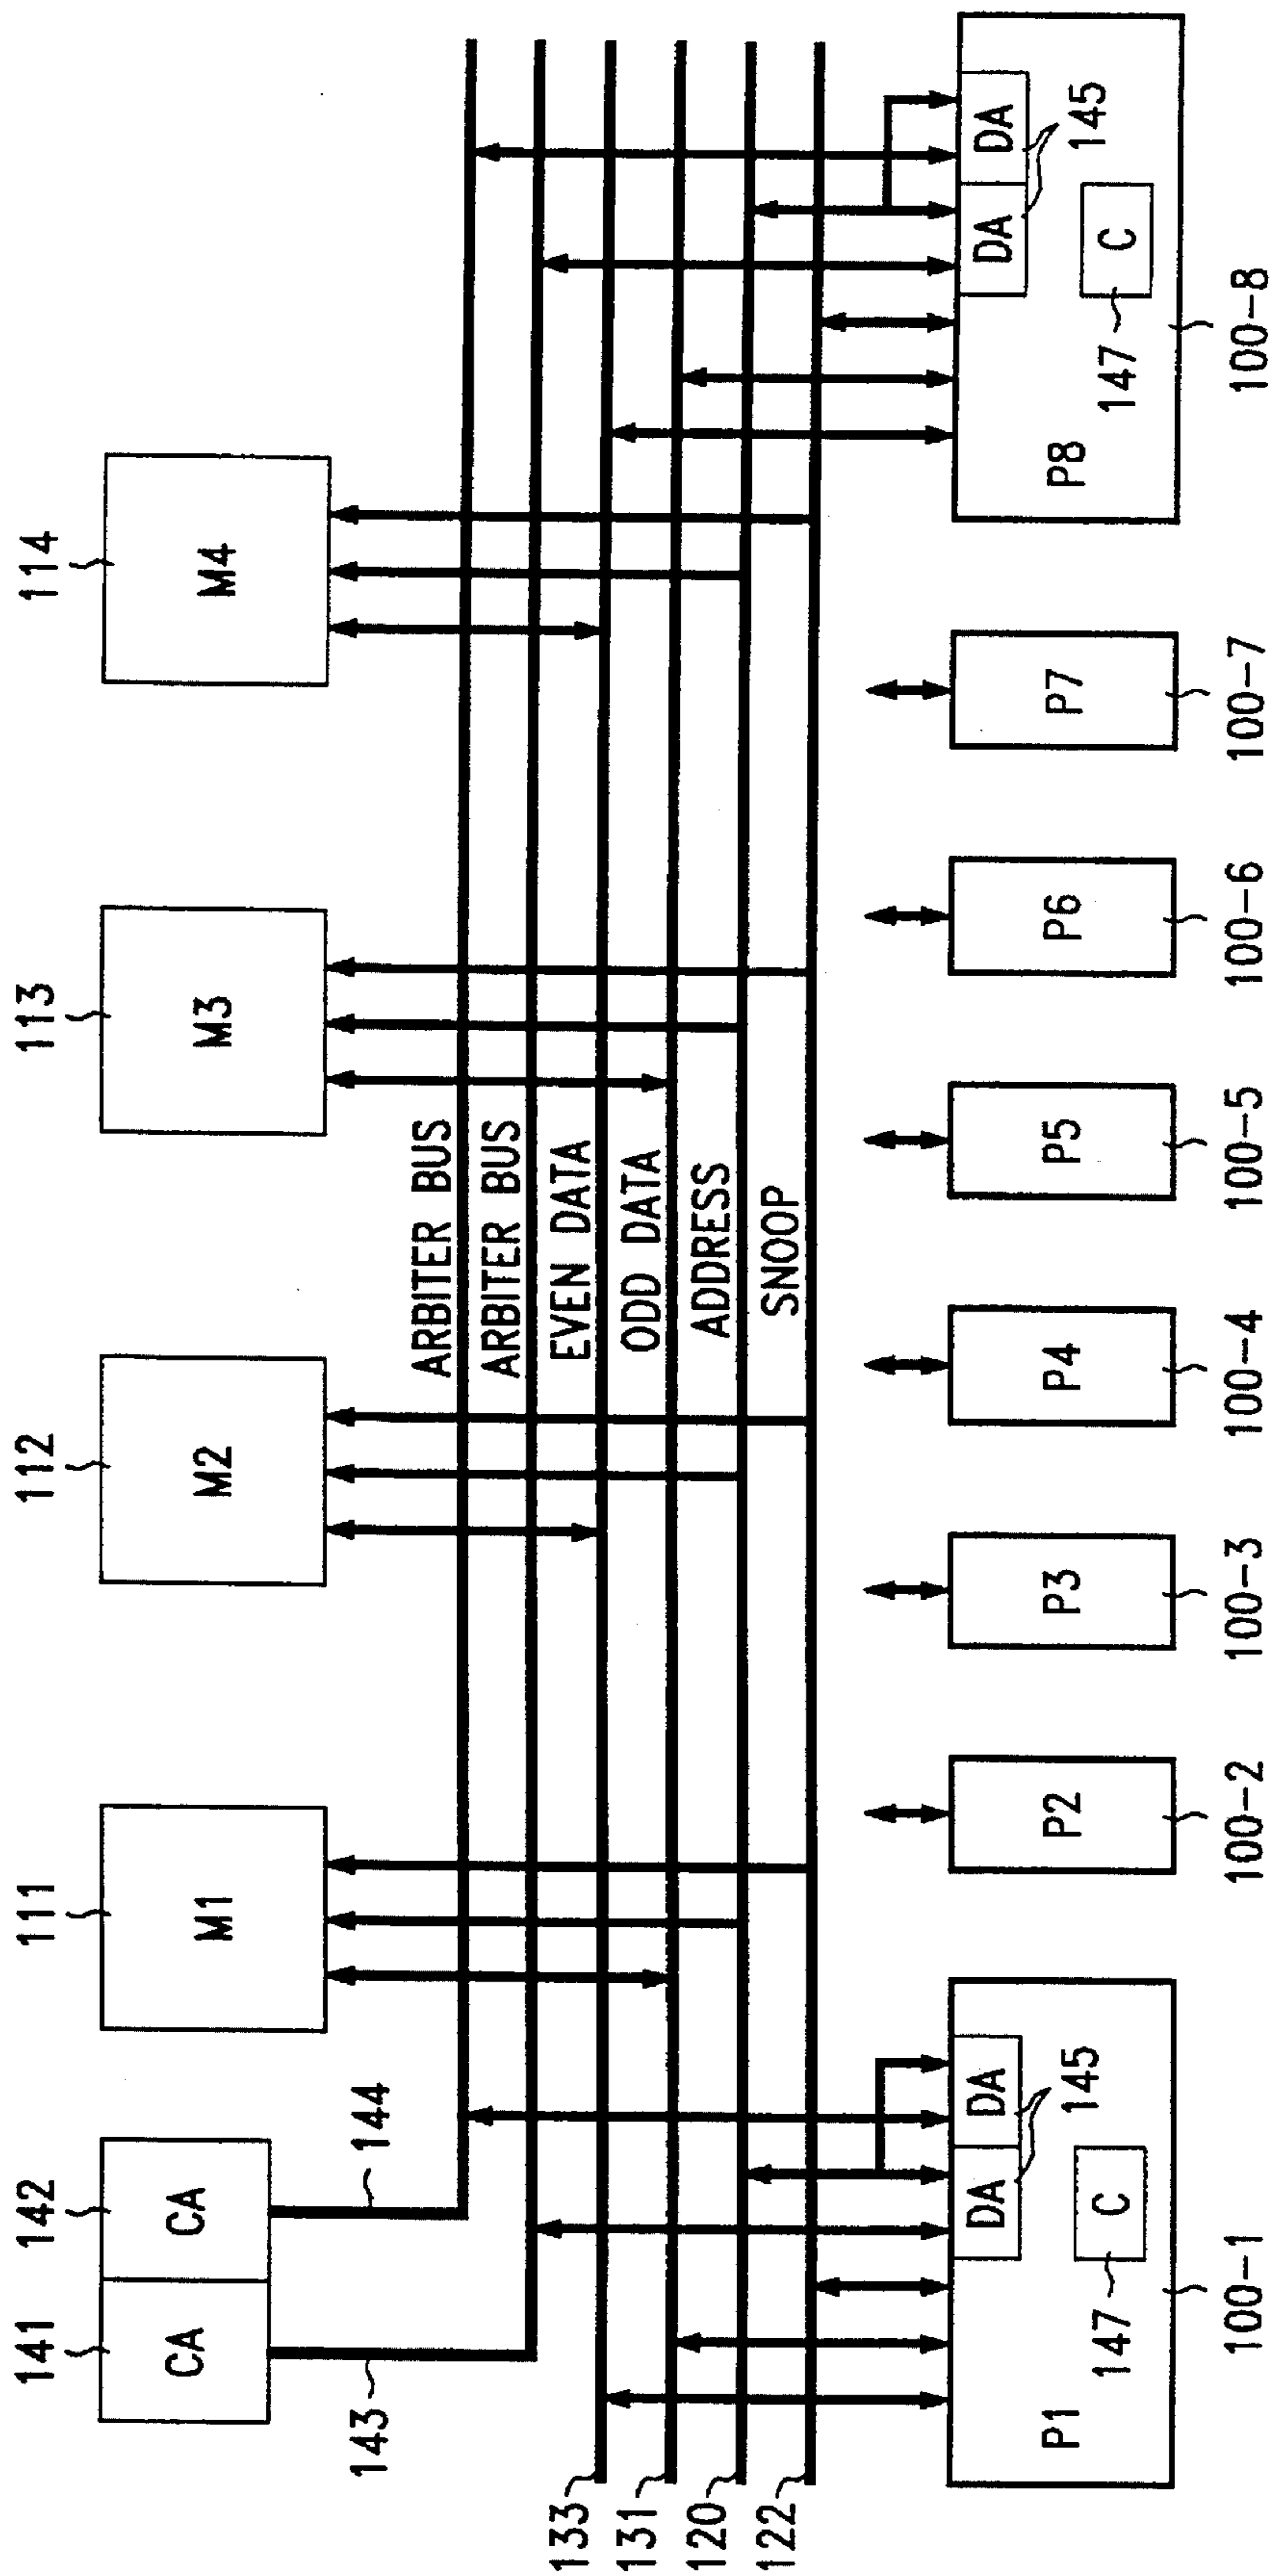 114
113
112
111
142
141
M4
M3
M2
M1
CA
CA
144
143
ARBITER BUS
ARBITER BUS
EVEN DATA
ODD DATA
ADDRESS
SNOOP
133
131
120
122
DA
DA
145
C
147
P1
100-1
P2
100-2
P3
100-3
P4
100-4
P5
100-5
P6
100-6
P7
100-7
DA
DA
145
C
147
P8
100-8